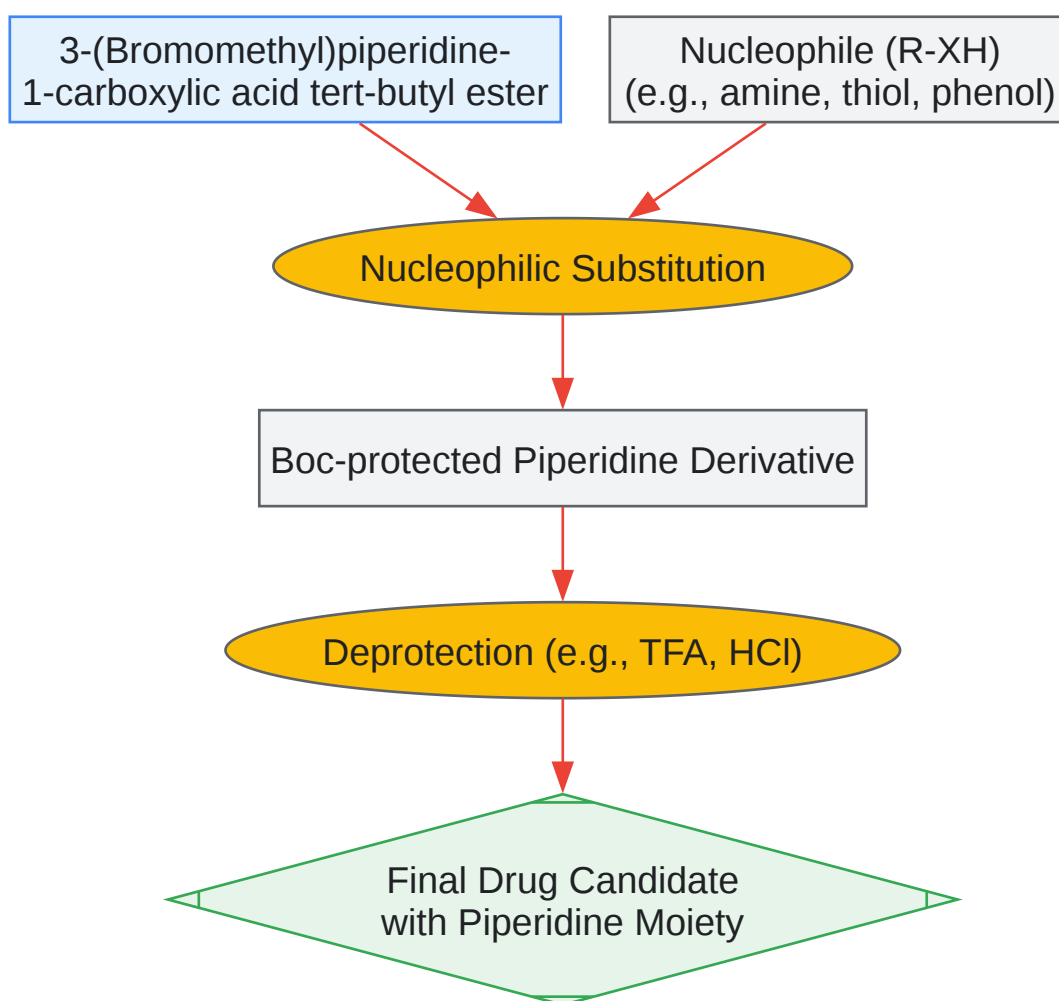 3-(Bromomethyl)piperidine-
1-carboxylic acid tert-butyl ester
Nucleophile (R-XH)
(e.g., amine, thiol, phenol)
Nucleophilic Substitution
Boc-protected Piperidine Derivative
Deprotection (e.g., TFA, HCl)
Final Drug Candidate
with Piperidine Moiety